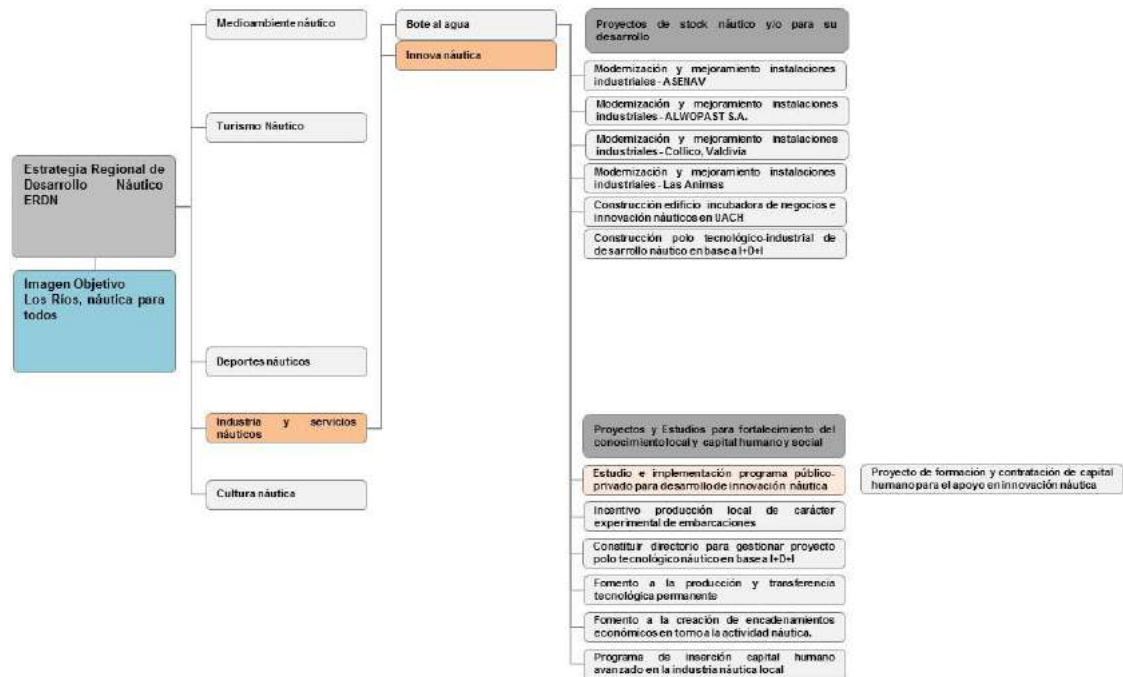 Estrategia Regional de
Desarrollo Náutico
ERDN
Imagen Objetivo
Los Ríos, náutica para
todos
Medioambiente náutico
Turismo Náutico
Deportes náuticos
Industria y servicios
náuticos
Cultura náutica
Bote al agua
Innova náutica
Proyectos de stock náutico y/o para su
desarrollo
Modernización y mejoramiento instalaciones
industriales - ASENAV
Modernización y mejoramiento instalaciones
industriales - ALWOPAST S.A.
Modernización y mejoramiento instalaciones
industriales - Collico, Valdivia
Modernización y mejoramiento instalaciones
industriales - Las Animas
Construcción edificio incubadora de negocios e
innovación náuticos en UACH
Construcción polo tecnológico-industrial de
desarrollo náutico en base a I+D+I
Proyectos y Estudios para fortalecimiento del
conocimiento local y capital humano y social
Estudio e implementación programa público-
privado para desarrollo de innovación náutica
Incentivo producción local de carácter
experimental de embarcaciones
Constituir directorio para gestionar proyecto
polo tecnológico náutico en base a I+D+I
Fomento a la producción y transferencia
tecnológica permanente
Fomento a la creación de encadenamientos
económicos en torno a la actividad náutica.
Programa de inserción capital humano
avanzado en la industria náutica local
Proyecto de formación y contratación de capital
humano para el apoyo en innovación náutica